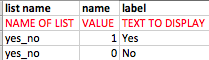 list name name label
NAME OF LIST VALUE TEXT TO DISPLAY
yes_no 1 Yes
yes_no 0 No